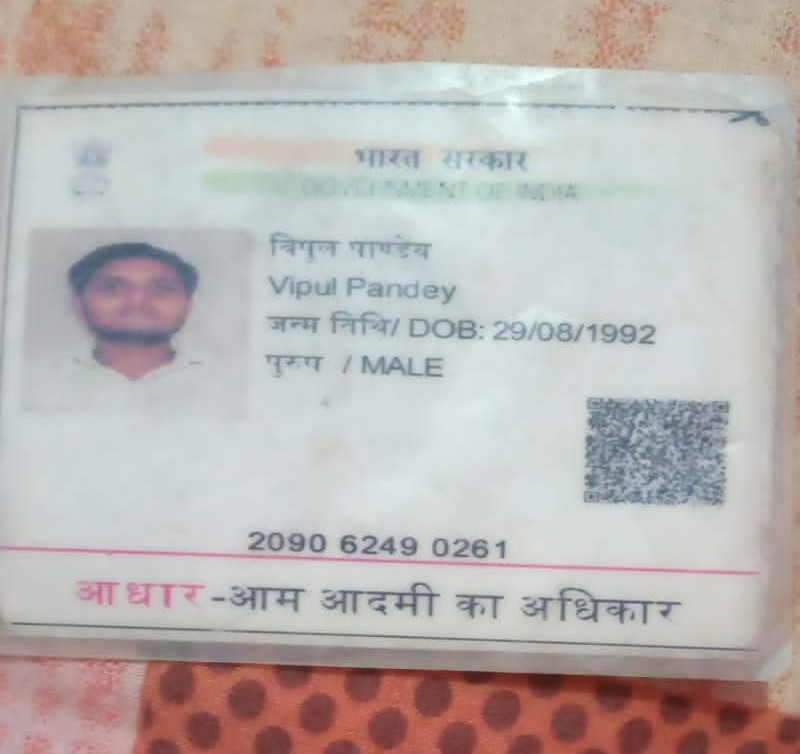 भारत सरकार
GOVERNMENT OF INDIA
विपुल पाण्डेय
Vipul Pandey
जन्म तिथि/ DOB: 29/08/1992
पुरुष / MALE
2090 6249 0261
आधार-आम आदमी का अधिकार